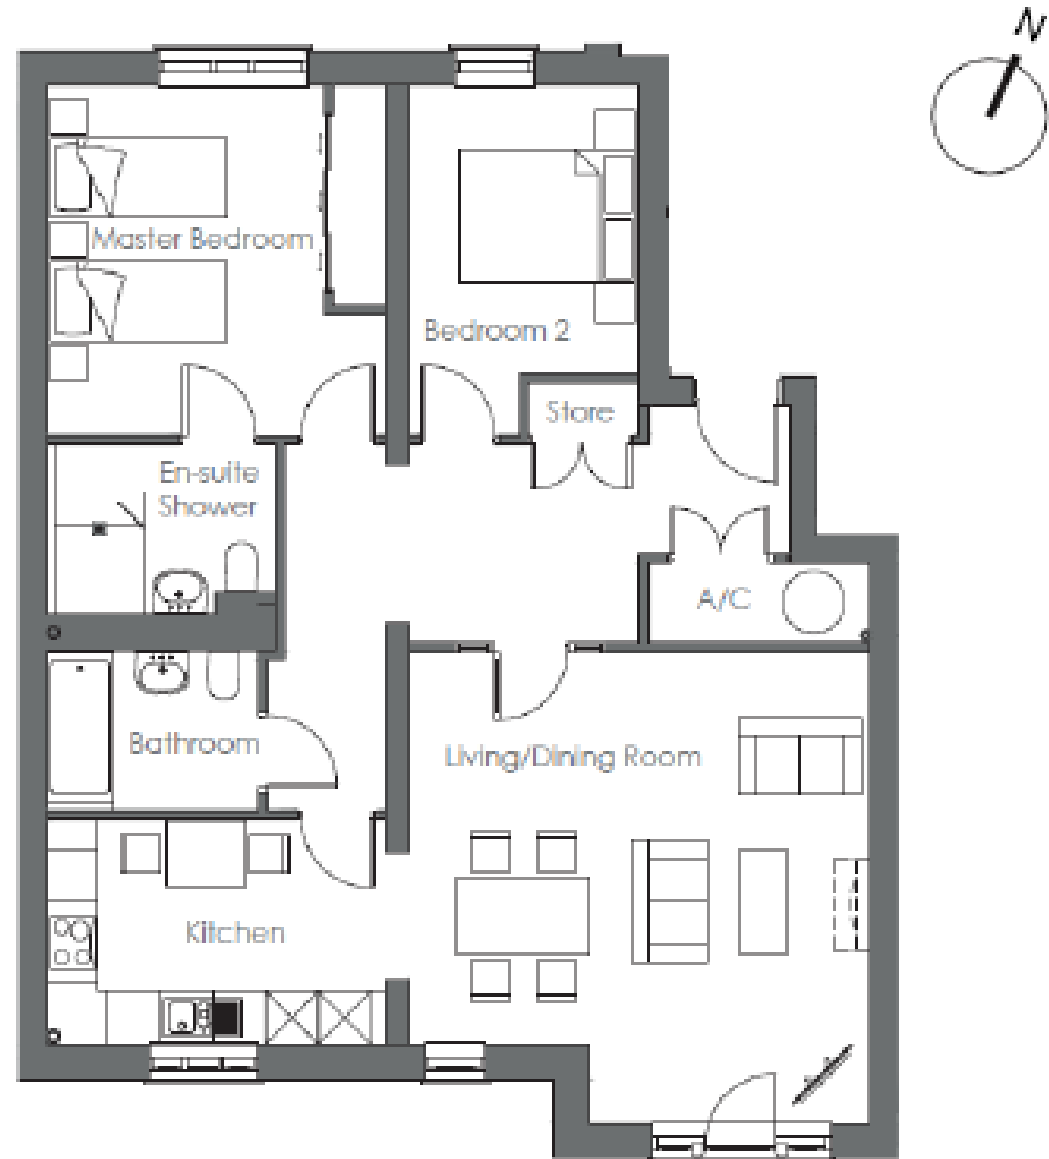 N
Master Bedroom
Bedroom 2
Store
En-suite
Shower
A/C
Bathroom
Living/Dining Room
Kitchen